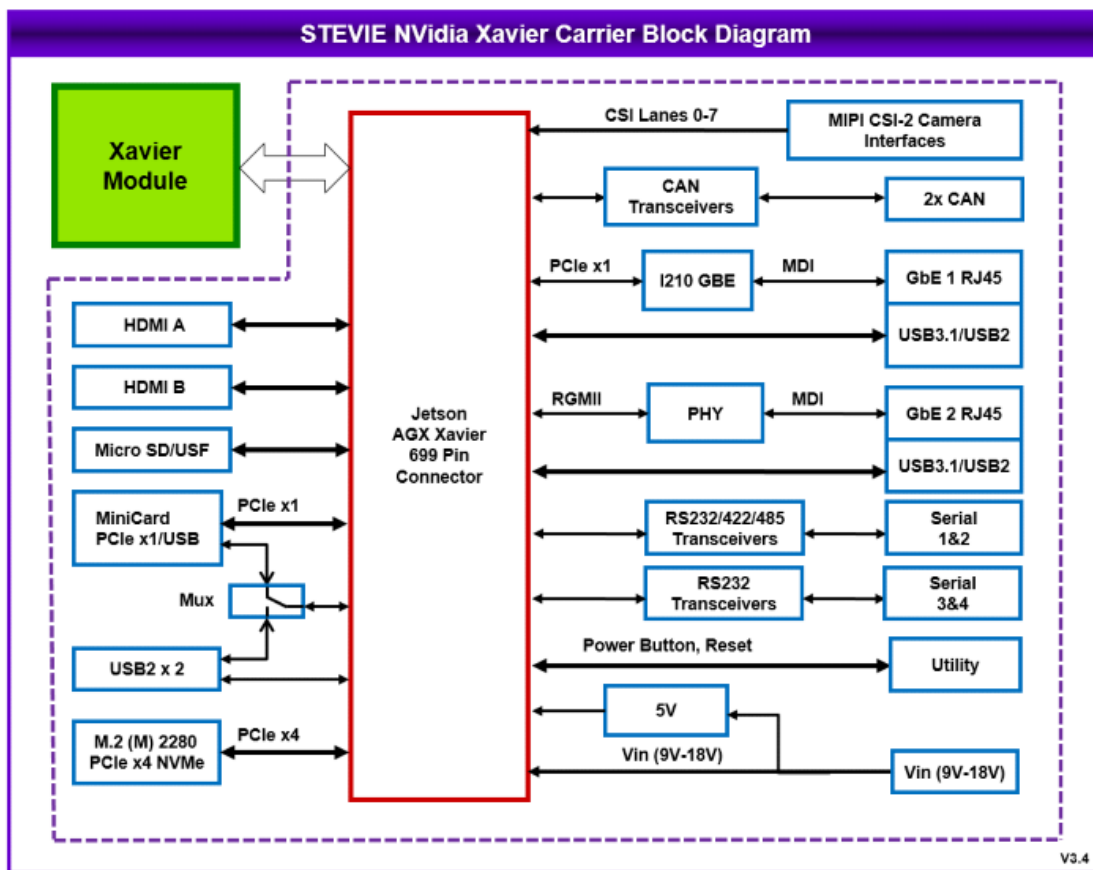 STEVIE NVidia Xavier Carrier Block Diagram
Xavier
Module
HDMI A
HDMI B
Micro SD/USF
MiniCard
PCIe x1/USB
PCIe x1
Mux
USB2 x 2
M.2 (M) 2280
PCIe x4 NVMe
PCIe x4
Jetson
AGX Xavier
699 Pin
Connector
CSI Lanes 0-7
MIPI CSI-2 Camera
Interfaces
CAN
Transceivers
2x CAN
PCIe x1
I210 GBE
MDI
GbE 1 RJ45
USB3.1/USB2
RGMII
PHY
MDI
GbE 2 RJ45
USB3.1/USB2
RS232/422/485
Transceivers
Serial
1&2
RS232
Transceivers
Serial
3&4
Power Button, Reset
Utility
5V
Vin (9V-18V)
Vin (9V-18V)
V3.4